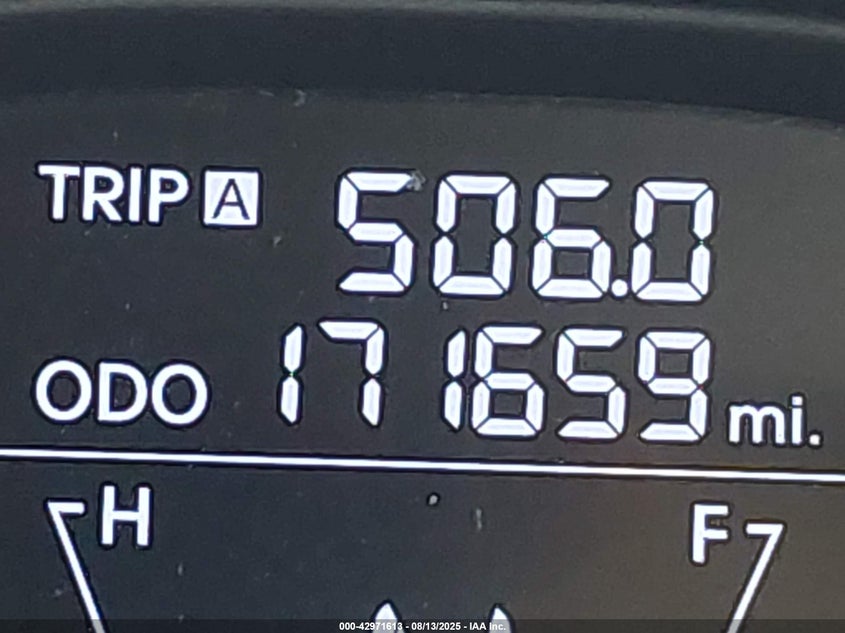 TRIP A 506.0
ODO 171659 mi.
H F
000-42971613 - 08/13/2025 - IAA Inc.